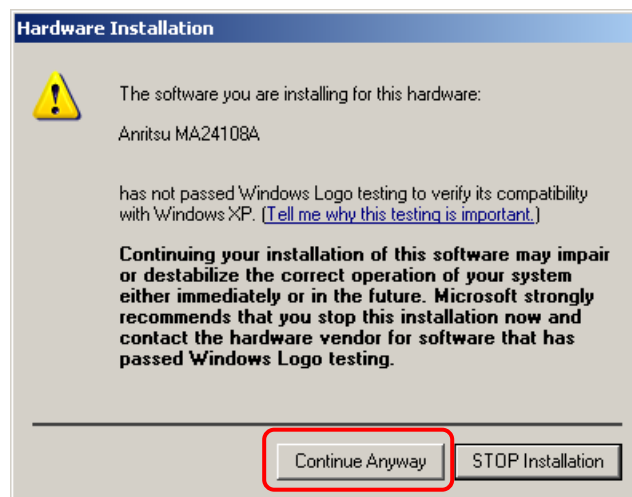 Hardware Installation
The software you are installing for this hardware:
Anritsu MA24108A
has not passed Windows Logo testing to verify its compatibility
with Windows XP. (Tell me why this testing is important.)
Continuing your installation of this software may impair
or destabilize the correct operation of your system
either immediately or in the future. Microsoft strongly
recommends that you stop this installation now and
contact the hardware vendor for software that has
passed Windows Logo testing.
Continue Anyway
STOP Installation